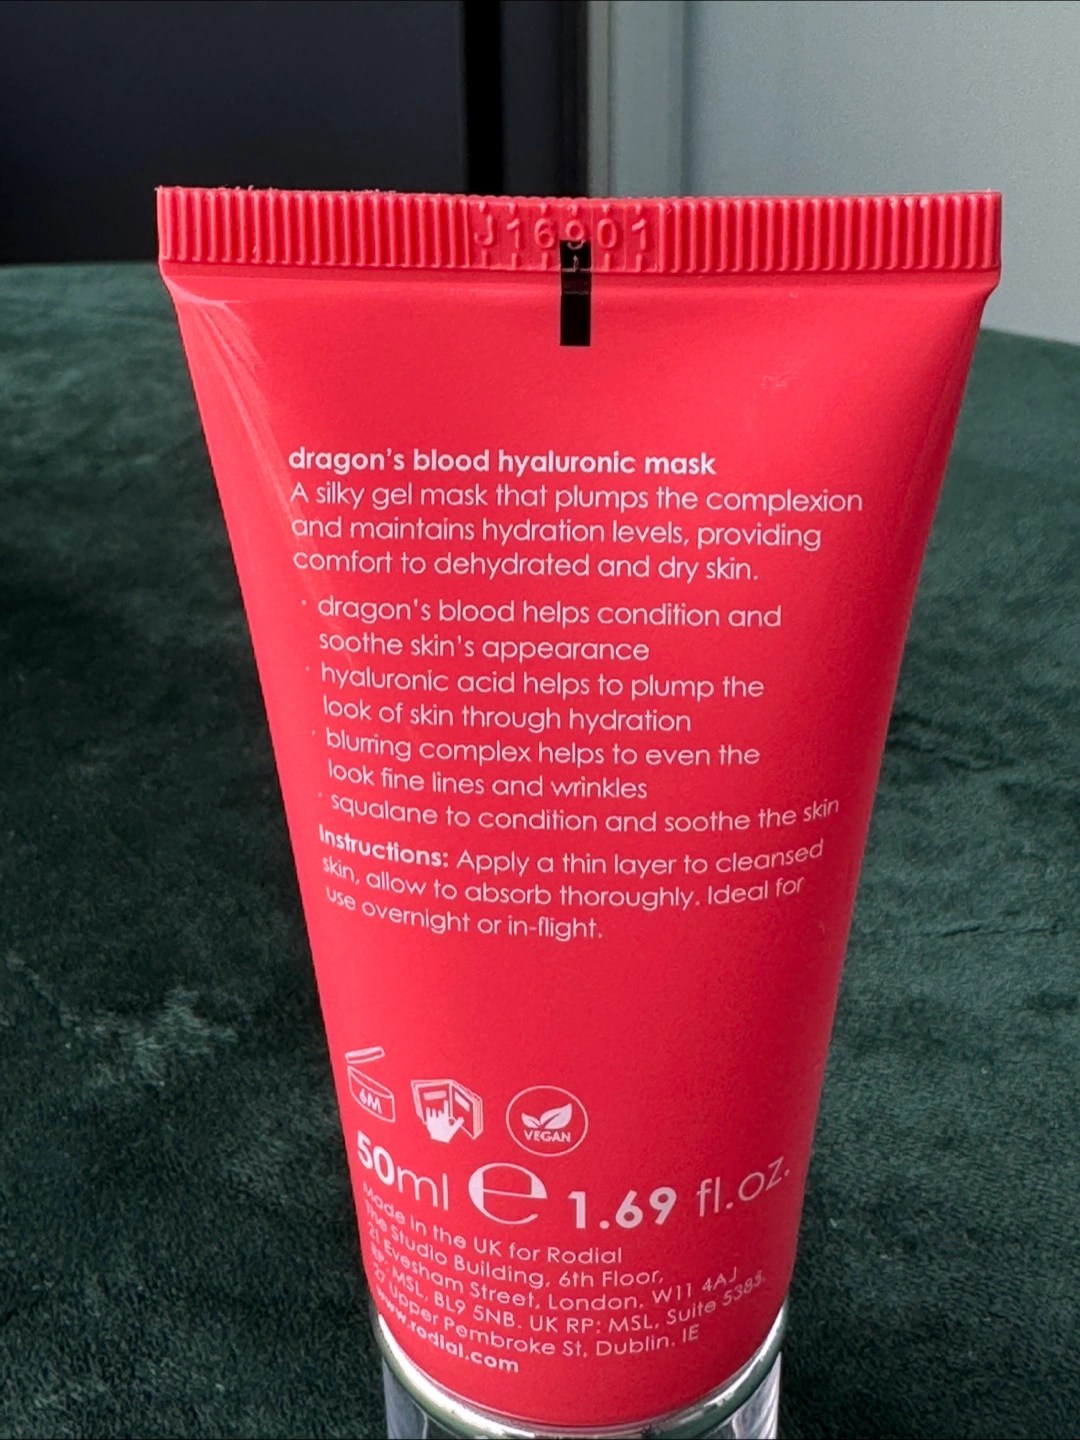 J16901
dragon's blood hyaluronic mask
A silky gel mask that plumps the complexion
and maintains hydration levels, providing
comfort to dehydrated and dry skin.
· dragon's blood helps condition and
soothe skin's appearance
· hyaluronic acid helps to plump the
look of skin through hydration
· blurring complex helps to even the
look fine lines and wrinkles
· squalane to condition and soothe the skin
Instructions: Apply a thin layer to cleansed
skin, allow to absorb thoroughly. Ideal for
use overnight or in-flight.
6M
VEGAN
50ml e 1.69 fl.oz.
Made in the UK for Rodial
The Studio Building, 6th Floor,
21 Evesham Street, London, W11 4AJ
RP: MSL, BL9 5NB. UK RP: MSL, Suite 5383.
27 Upper Pembroke St, Dublin. IE
www.rodial.com